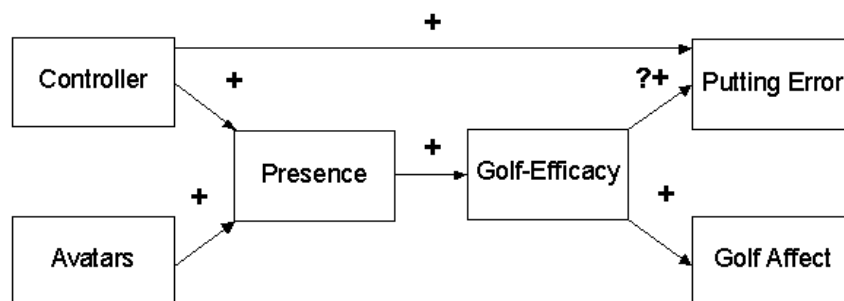 +
Controller
+
?+
Putting Error
Presence
+
Golf-Efficacy
+
+
Avatars
Golf Affect